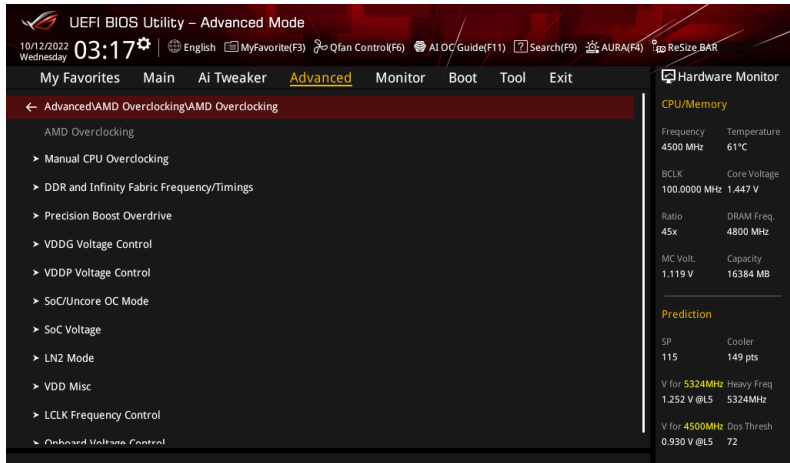 UEFI BIOS Utility – Advanced Mode
10/12/2022
Wednesday
03:17
English
MyFavorite(F3)
Qfan Control(F6)
AI OC Guide(F11)
Search(F9)
AURA(F4)
ReSize BAR
My Favorites
Main
Ai Tweaker
Advanced
Monitor
Boot
Tool
Exit
Hardware Monitor
Advanced\AMD Overclocking\AMD Overclocking
AMD Overclocking
Manual CPU Overclocking
DDR and Infinity Fabric Frequency/Timings
Precision Boost Overdrive
VDDG Voltage Control
VDDP Voltage Control
SoC/Uncore OC Mode
SoC Voltage
LN2 Mode
VDD Misc
LCLK Frequency Control
Onboard Voltage Control
CPU/Memory
Frequency Temperature
4500 MHz 61°C
BCLK Core Voltage
100.0000 MHz 1.447 V
Ratio DRAM Freq.
45x 4800 MHz
MC Volt. Capacity
1.119 V 16384 MB
Prediction
SP Cooler
115 149 pts
V for 5324MHz Heavy Freq
1.252 V @L5 5324MHz
V for 4500MHz Dos Thresh
0.930 V @L5 72